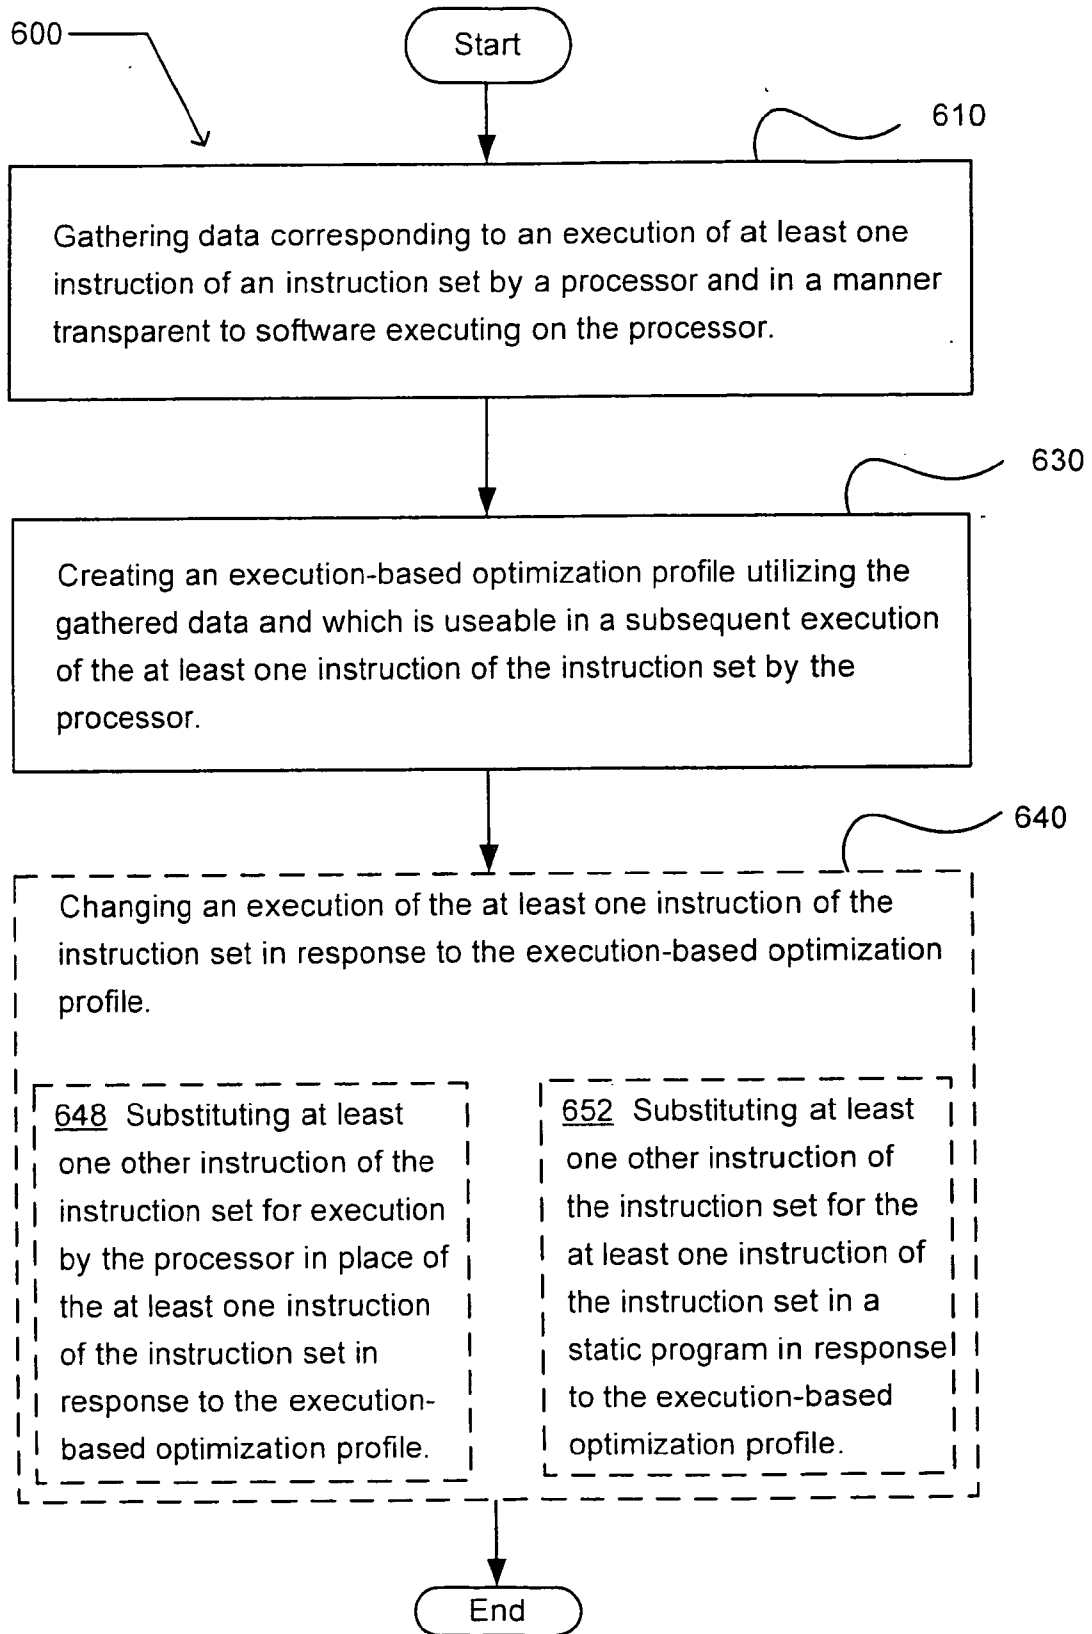 600
Start
610
Gathering data corresponding to an execution of at least one
instruction of an instruction set by a processor and in a manner
transparent to software executing on the processor.
630
Creating an execution-based optimization profile utilizing the
gathered data and which is useable in a subsequent execution
of the at least one instruction of the instruction set by the
processor.
640
Changing an execution of the at least one instruction of the
instruction set in response to the execution-based optimization
profile.
648 Substituting at least
one other instruction of the
instruction set for execution
by the processor in place of
the at least one instruction
of the instruction set in
response to the execution-
based optimization profile.
652 Substituting at least
one other instruction of
the instruction set for the
at least one instruction of
the instruction set in a
static program in response
to the execution-based
optimization profile.
End